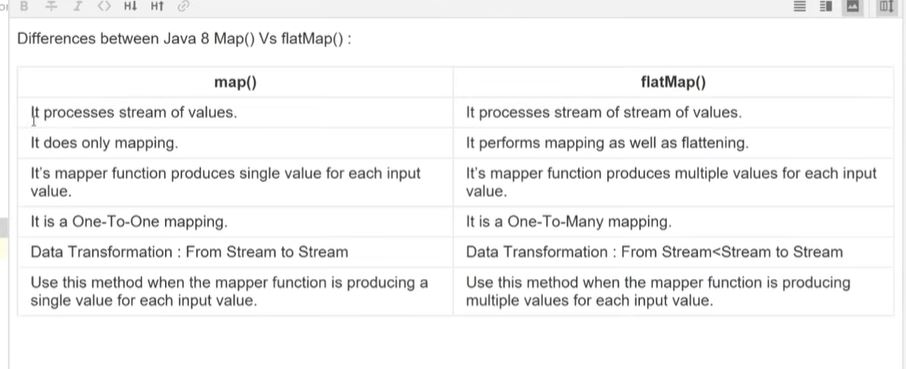 B T I <> H↓ H↑
Differences between Java 8 Map() Vs flatMap() :
map() flatMap()
It processes stream of values. It processes stream of stream of values.
It does only mapping. It performs mapping as well as flattening.
It's mapper function produces single value for each input It's mapper function produces multiple values for each input
value. value.
It is a One-To-One mapping. It is a One-To-Many mapping.
Data Transformation : From Stream to Stream Data Transformation : From Stream<Stream to Stream
Use this method when the mapper function is producing a Use this method when the mapper function is producing
single value for each input value. multiple values for each input value.